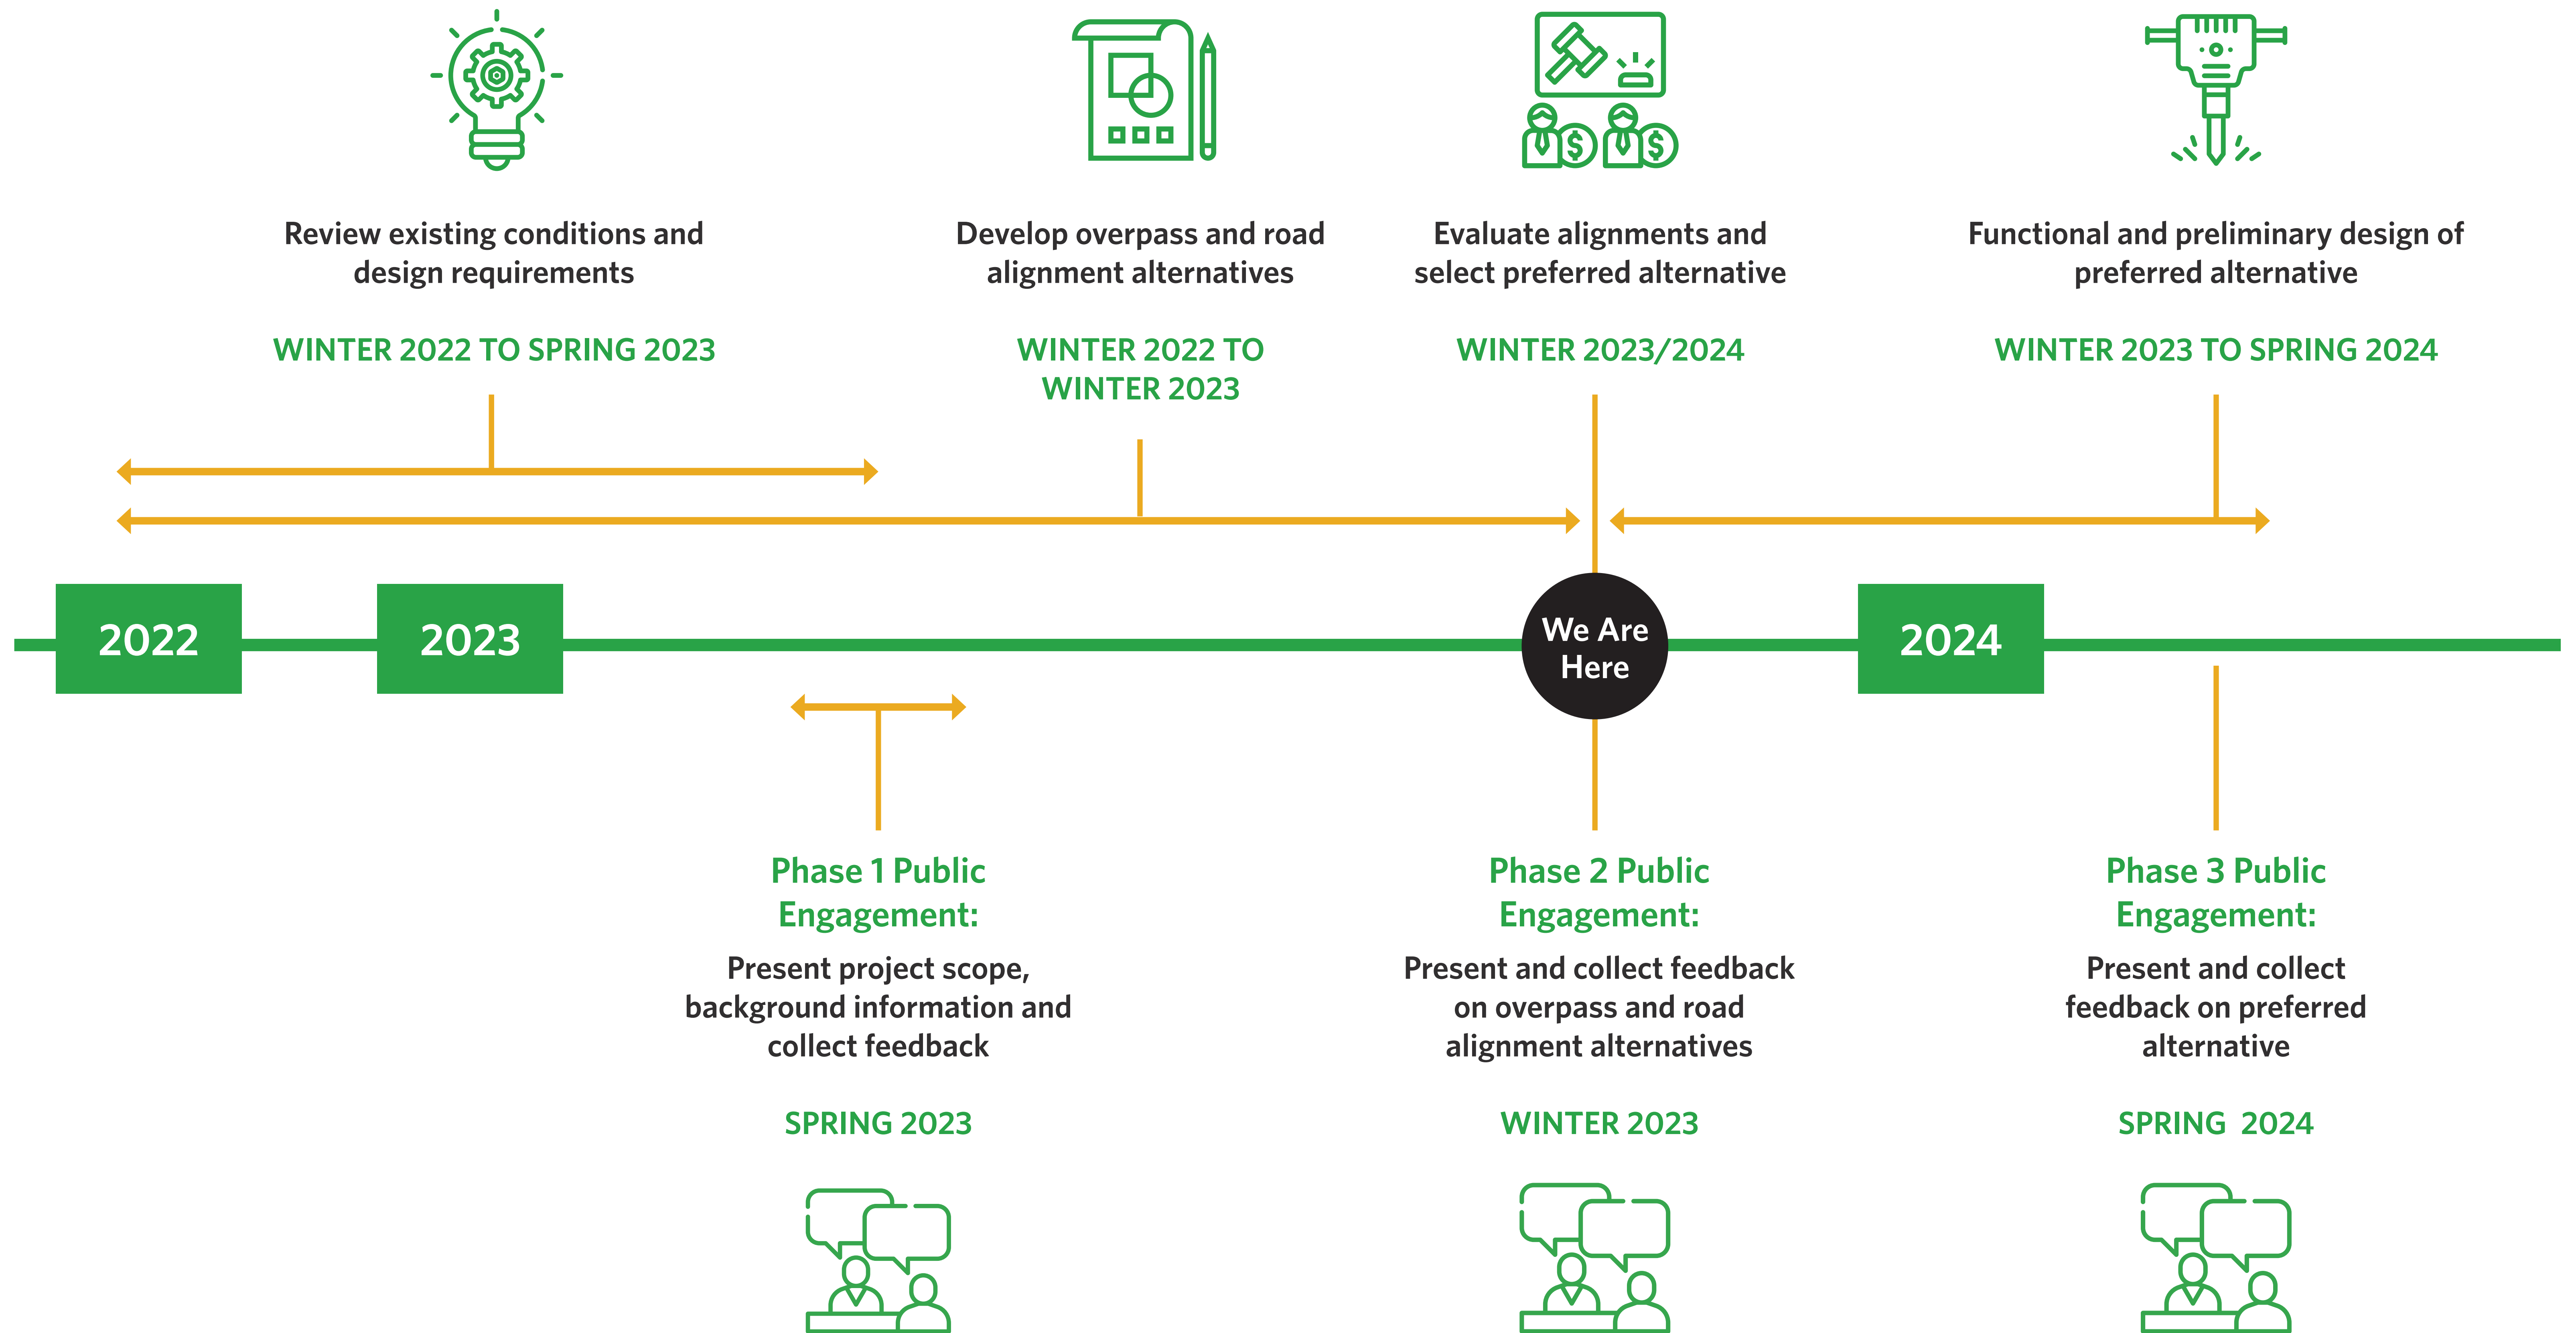 Review existing conditions and
design requirements
WINTER 2022 TO SPRING 2023
Develop overpass and road
alignment alternatives
WINTER 2022 TO
WINTER 2023
Evaluate alignments and
select preferred alternative
WINTER 2023/2024
Functional and preliminary design of
preferred alternative
WINTER 2023 TO SPRING 2024
2022
2023
We Are
Here
2024
Phase 1 Public
Engagement:
Present project scope,
background information and
collect feedback
SPRING 2023
Phase 2 Public
Engagement:
Present and collect feedback
on overpass and road
alignment alternatives
WINTER 2023
Phase 3 Public
Engagement:
Present and collect
feedback on preferred
alternative
SPRING 2024